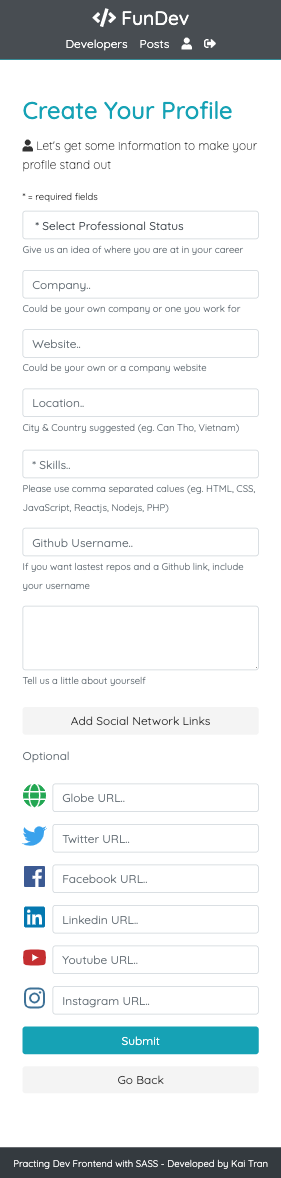 FunDev
Developers Posts
Create Your Profile
Let's get some information to make your
profile stand out
* = required fields
* Select Professional Status
Give us an idea of where you are at in your career
Company..
Could be your own company or one you work for
Website..
Could be your own or a company website
Location..
City & Country suggested (eg. Can Tho, Vietnam)
* Skills..
Please use comma separated calues (eg. HTML, CSS,
JavaScript, Reactjs, Nodejs, PHP)
Github Username..
If you want lastest repos and a Github link, include
your username
Tell us a little about yourself
Add Social Network Links
Optional
Globe URL..
Twitter URL..
Facebook URL..
Linkedin URL..
Youtube URL..
Instagram URL..
Submit
Go Back
Practing Dev Frontend with SASS - Developed by Kai Tran